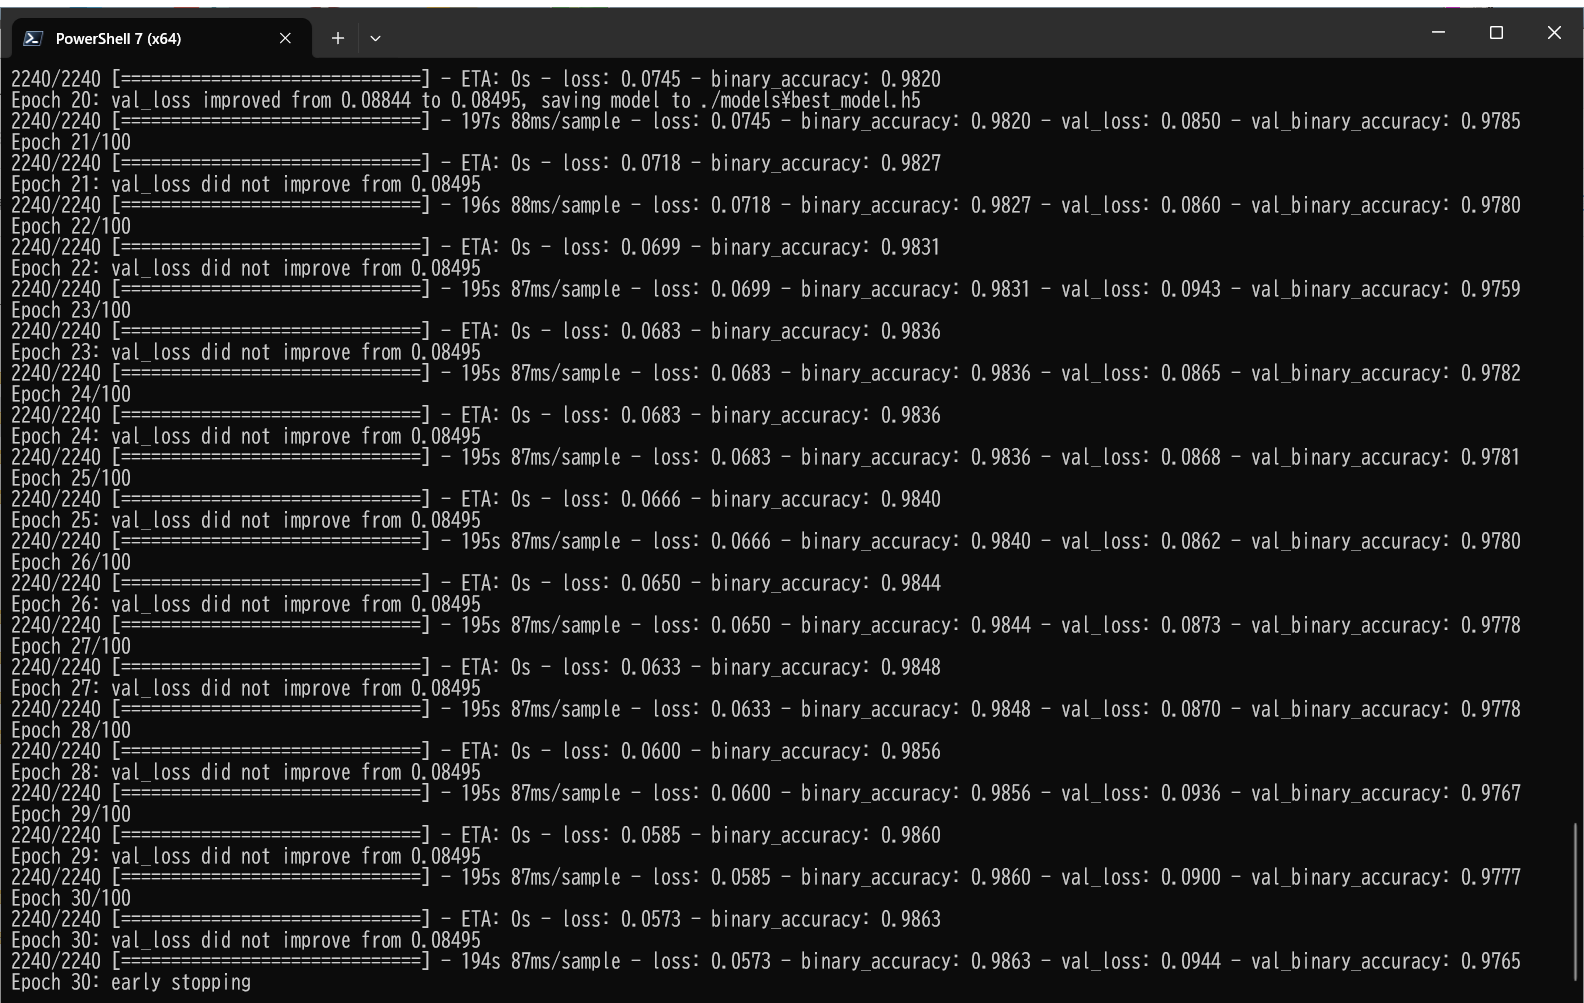 PowerShell 7 (x64)
2240/2240 [==============================] - ETA: 0s - loss: 0.0745 - binary_accuracy: 0.9820
Epoch 20: val_loss improved from 0.08844 to 0.08495, saving model to ./models¥best_model.h5
2240/2240 [==============================] - 197s 88ms/sample - loss: 0.0745 - binary_accuracy: 0.9820 - val_loss: 0.0850 - val_binary_accuracy: 0.9785
Epoch 21/100
2240/2240 [==============================] - ETA: 0s - loss: 0.0718 - binary_accuracy: 0.9827
Epoch 21: val_loss did not improve from 0.08495
2240/2240 [==============================] - 196s 88ms/sample - loss: 0.0718 - binary_accuracy: 0.9827 - val_loss: 0.0860 - val_binary_accuracy: 0.9780
Epoch 22/100
2240/2240 [==============================] - ETA: 0s - loss: 0.0699 - binary_accuracy: 0.9831
Epoch 22: val_loss did not improve from 0.08495
2240/2240 [==============================] - 195s 87ms/sample - loss: 0.0699 - binary_accuracy: 0.9831 - val_loss: 0.0943 - val_binary_accuracy: 0.9759
Epoch 23/100
2240/2240 [==============================] - ETA: 0s - loss: 0.0683 - binary_accuracy: 0.9836
Epoch 23: val_loss did not improve from 0.08495
2240/2240 [==============================] - 195s 87ms/sample - loss: 0.0683 - binary_accuracy: 0.9836 - val_loss: 0.0865 - val_binary_accuracy: 0.9782
Epoch 24/100
2240/2240 [==============================] - ETA: 0s - loss: 0.0683 - binary_accuracy: 0.9836
Epoch 24: val_loss did not improve from 0.08495
2240/2240 [==============================] - 195s 87ms/sample - loss: 0.0683 - binary_accuracy: 0.9836 - val_loss: 0.0868 - val_binary_accuracy: 0.9781
Epoch 25/100
2240/2240 [==============================] - ETA: 0s - loss: 0.0666 - binary_accuracy: 0.9840
Epoch 25: val_loss did not improve from 0.08495
2240/2240 [==============================] - 195s 87ms/sample - loss: 0.0666 - binary_accuracy: 0.9840 - val_loss: 0.0862 - val_binary_accuracy: 0.9780
Epoch 26/100
2240/2240 [==============================] - ETA: 0s - loss: 0.0650 - binary_accuracy: 0.9844
Epoch 26: val_loss did not improve from 0.08495
2240/2240 [==============================] - 195s 87ms/sample - loss: 0.0650 - binary_accuracy: 0.9844 - val_loss: 0.0873 - val_binary_accuracy: 0.9778
Epoch 27/100
2240/2240 [==============================] - ETA: 0s - loss: 0.0633 - binary_accuracy: 0.9848
Epoch 27: val_loss did not improve from 0.08495
2240/2240 [==============================] - 195s 87ms/sample - loss: 0.0633 - binary_accuracy: 0.9848 - val_loss: 0.0870 - val_binary_accuracy: 0.9778
Epoch 28/100
2240/2240 [==============================] - ETA: 0s - loss: 0.0600 - binary_accuracy: 0.9856
Epoch 28: val_loss did not improve from 0.08495
2240/2240 [==============================] - 195s 87ms/sample - loss: 0.0600 - binary_accuracy: 0.9856 - val_loss: 0.0936 - val_binary_accuracy: 0.9767
Epoch 29/100
2240/2240 [==============================] - ETA: 0s - loss: 0.0585 - binary_accuracy: 0.9860
Epoch 29: val_loss did not improve from 0.08495
2240/2240 [==============================] - 195s 87ms/sample - loss: 0.0585 - binary_accuracy: 0.9860 - val_loss: 0.0900 - val_binary_accuracy: 0.9777
Epoch 30/100
2240/2240 [==============================] - ETA: 0s - loss: 0.0573 - binary_accuracy: 0.9863
Epoch 30: val_loss did not improve from 0.08495
2240/2240 [==============================] - 194s 87ms/sample - loss: 0.0573 - binary_accuracy: 0.9863 - val_loss: 0.0944 - val_binary_accuracy: 0.9765
Epoch 30: early stopping